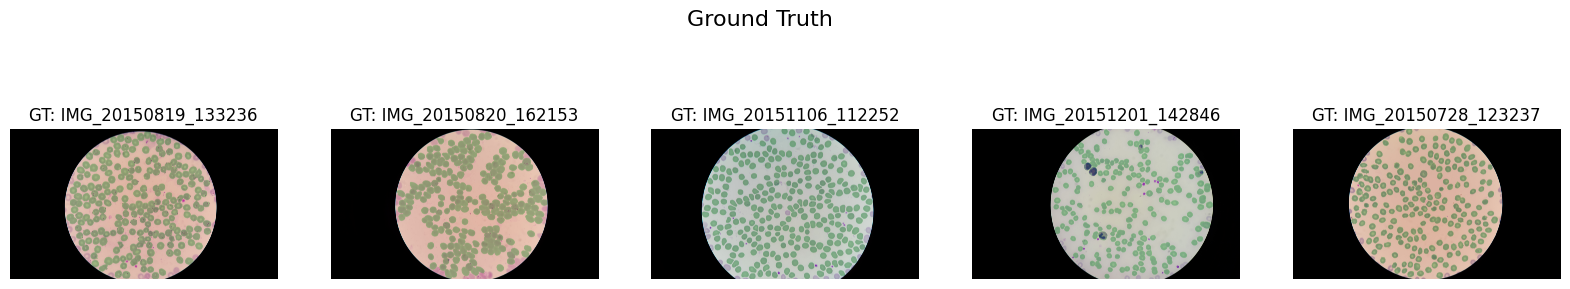 Ground Truth
GT: IMG_20150819_133236
GT: IMG_20150820_162153
GT: IMG_20151106_112252
GT: IMG_20151201_142846
GT: IMG_20150728_123237